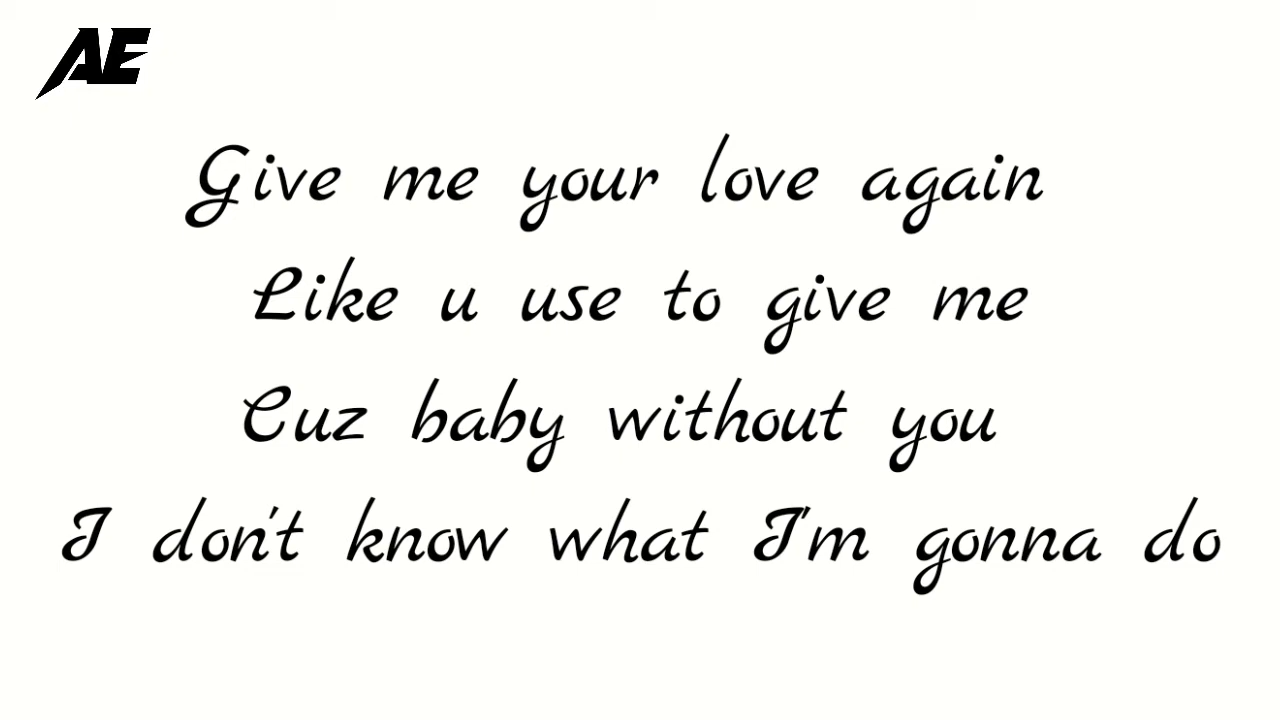 AE
Give me your love again
Like u use to give me
Cuz baby without you
I don't know what I'm gonna do